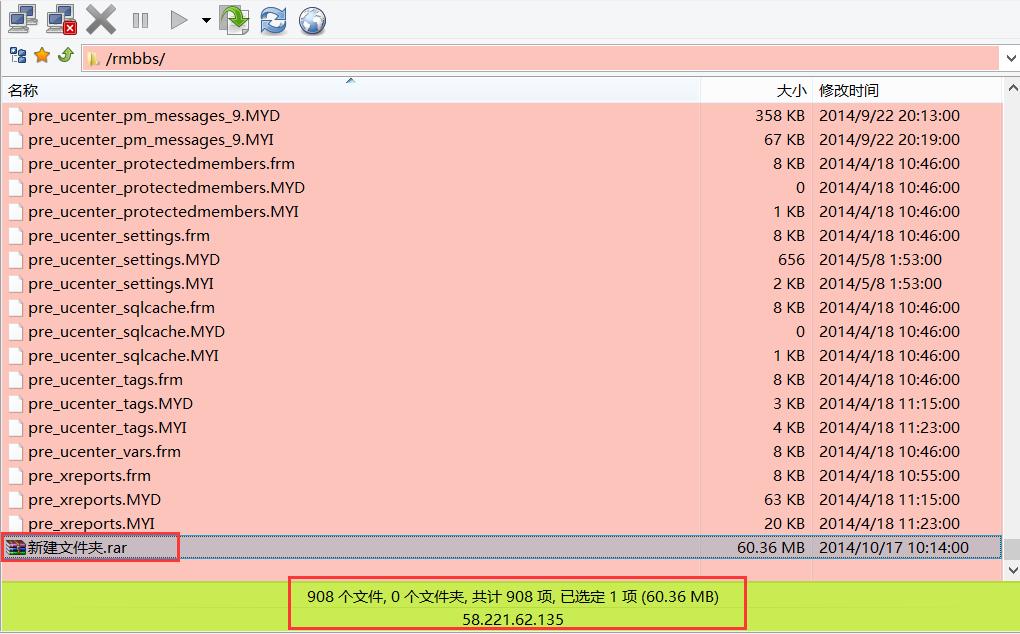 /rmbbs/
名称 大小 修改时间
pre_ucenter_pm_messages_9.MYD 358 KB 2014/9/22 20:13:00
pre_ucenter_pm_messages_9.MYI 67 KB 2014/9/22 20:19:00
pre_ucenter_protectedmembers.frm 8 KB 2014/4/18 10:46:00
pre_ucenter_protectedmembers.MYD 0 2014/4/18 10:46:00
pre_ucenter_protectedmembers.MYI 1 KB 2014/4/18 10:46:00
pre_ucenter_settings.frm 8 KB 2014/4/18 10:46:00
pre_ucenter_settings.MYD 656 2014/5/8 1:53:00
pre_ucenter_settings.MYI 2 KB 2014/5/8 1:53:00
pre_ucenter_sqlcache.frm 8 KB 2014/4/18 10:46:00
pre_ucenter_sqlcache.MYD 0 2014/4/18 10:46:00
pre_ucenter_sqlcache.MYI 1 KB 2014/4/18 10:46:00
pre_ucenter_tags.frm 8 KB 2014/4/18 10:46:00
pre_ucenter_tags.MYD 3 KB 2014/4/18 11:15:00
pre_ucenter_tags.MYI 4 KB 2014/4/18 11:23:00
pre_ucenter_vars.frm 8 KB 2014/4/18 10:46:00
pre_xreports.frm 8 KB 2014/4/18 10:55:00
pre_xreports.MYD 63 KB 2014/4/18 11:15:00
pre_xreports.MYI 20 KB 2014/4/18 11:23:00
新建文件夹.rar 60.36 MB 2014/10/17 10:14:00
908 个文件, 0 个文件夹, 共计 908 项, 已选定 1 项 (60.36 MB)
58.221.62.135